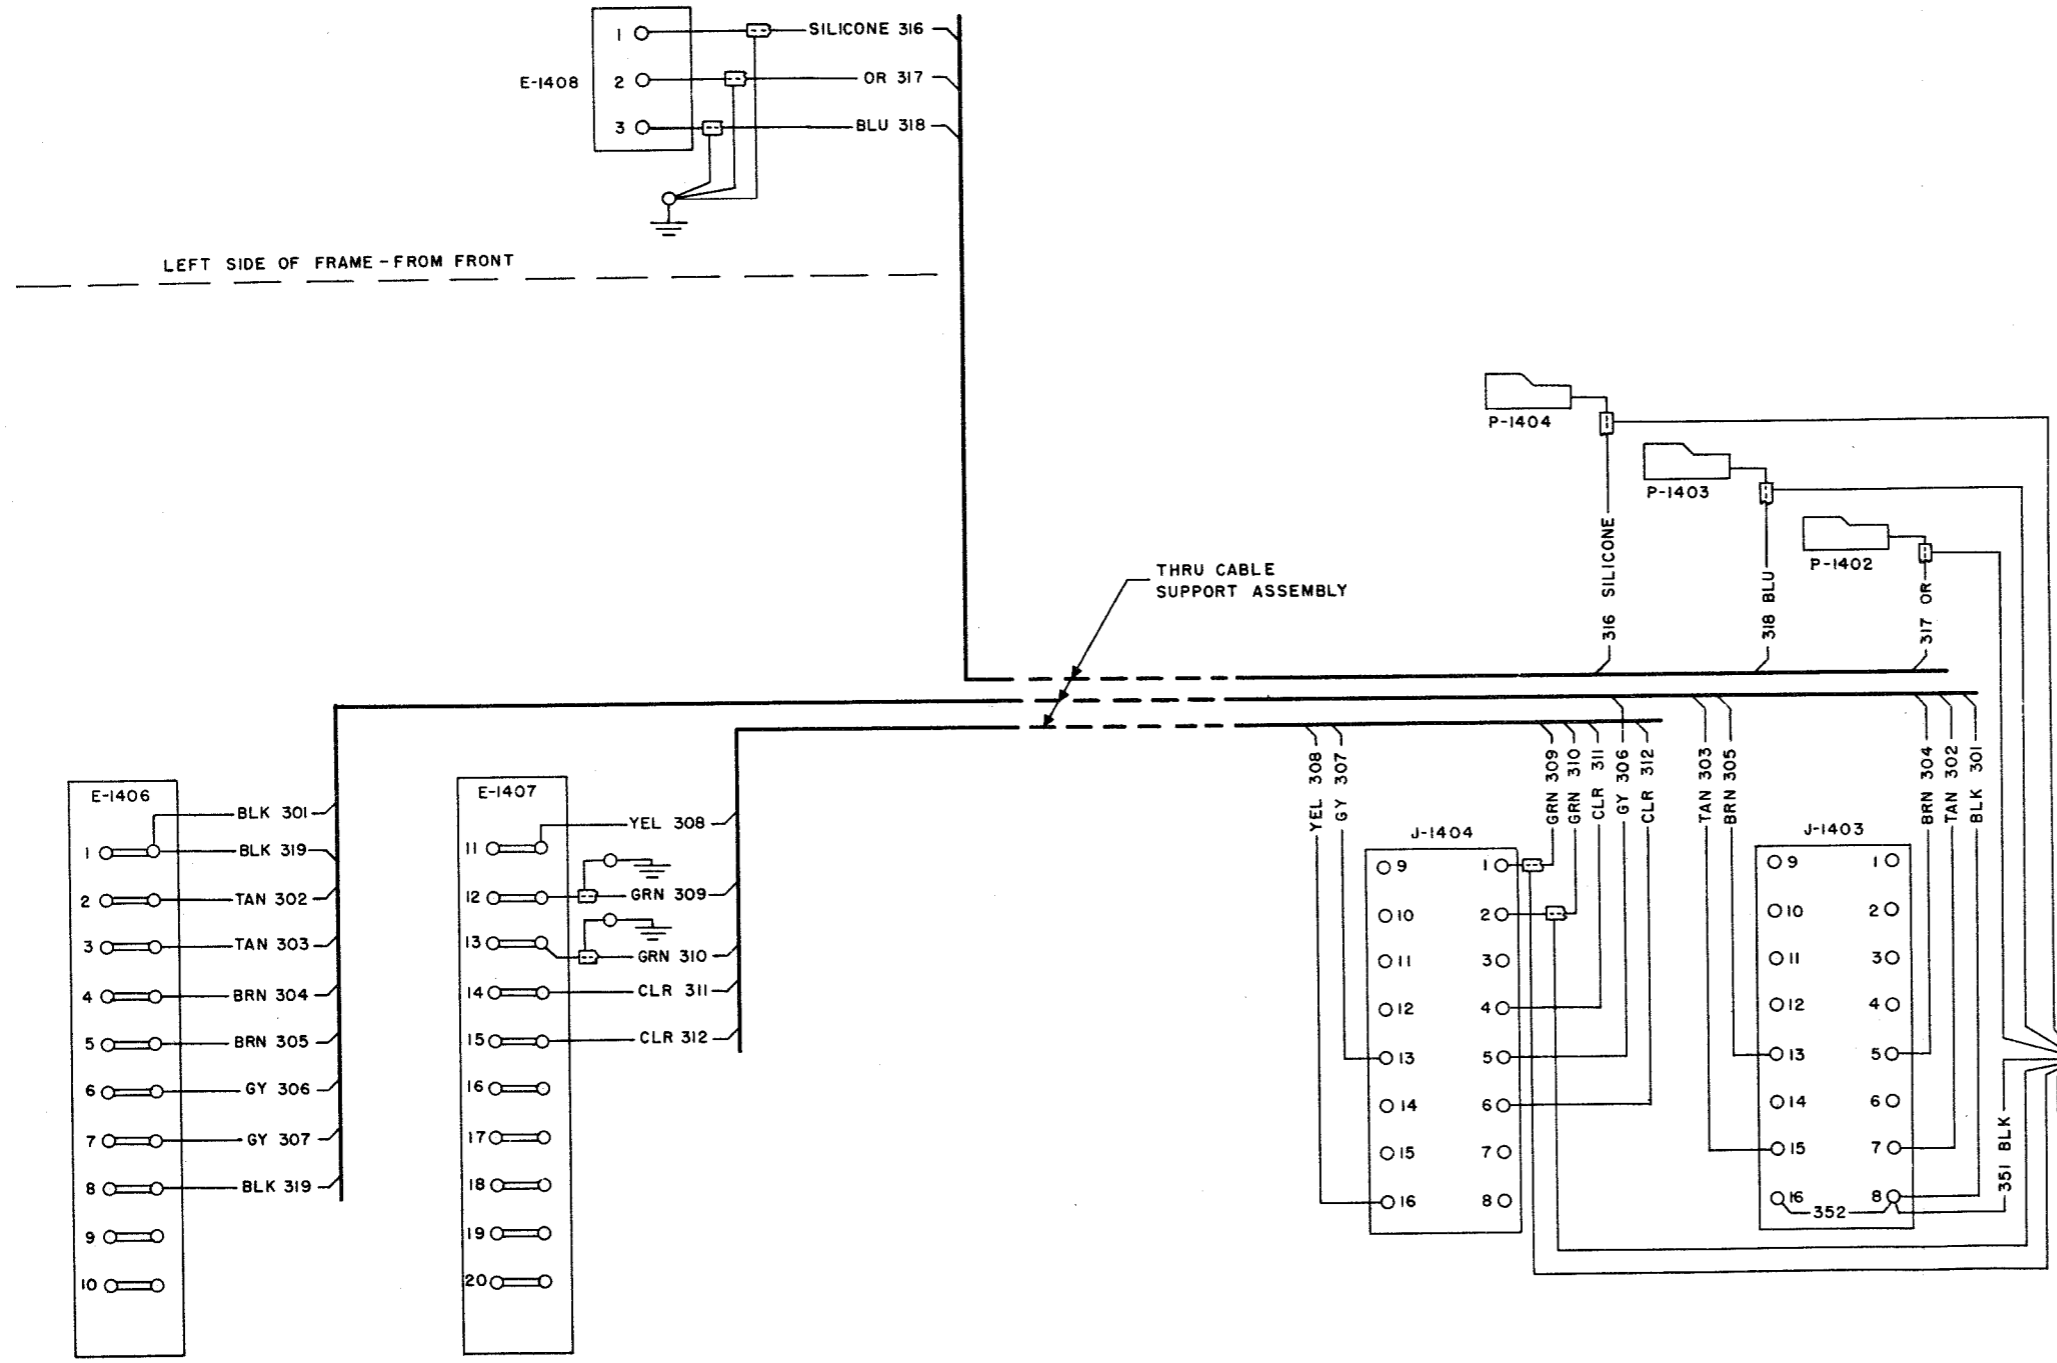 1
SILICONE 316
E-1408
2
OR 317
3
BLU 318
LEFT SIDE OF FRAME-FROM FRONT
P-1404
P-1403
P-1402
316 SILICONE
318 BLU
317 OR
THRU CABLE
SUPPORT ASSEMBLY
E-1406
BLK 301
1
BLK 319
2
TAN 302
3
TAN 303
4
BRN 304
5
BRN 305
6
GY 306
7
GY 307
8
BLK 319
9
10
E-1407
YEL 308
11
12
GRN 309
13
GRN 310
14
CLR 311
15
CLR 312
16
17
18
19
20
YEL 308
GY 307
GRN 309
GRN 310
CLR 311
GY 306
CLR 312
TAN 303
BRN 305
BRN 304
TAN 302
BLK 301
J-1404
9 1
10 2
11 3
12 4
13 5
14 6
15 7
16 8
J-1403
9 1
10 2
11 3
12 4
13 5
14 6
15 7
16 8
352
351 BLK